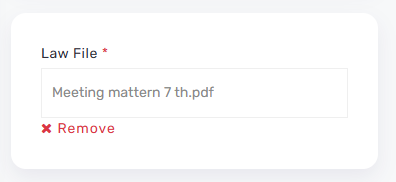 Law File *
Meeting mattern 7 th.pdf
✖ Remove